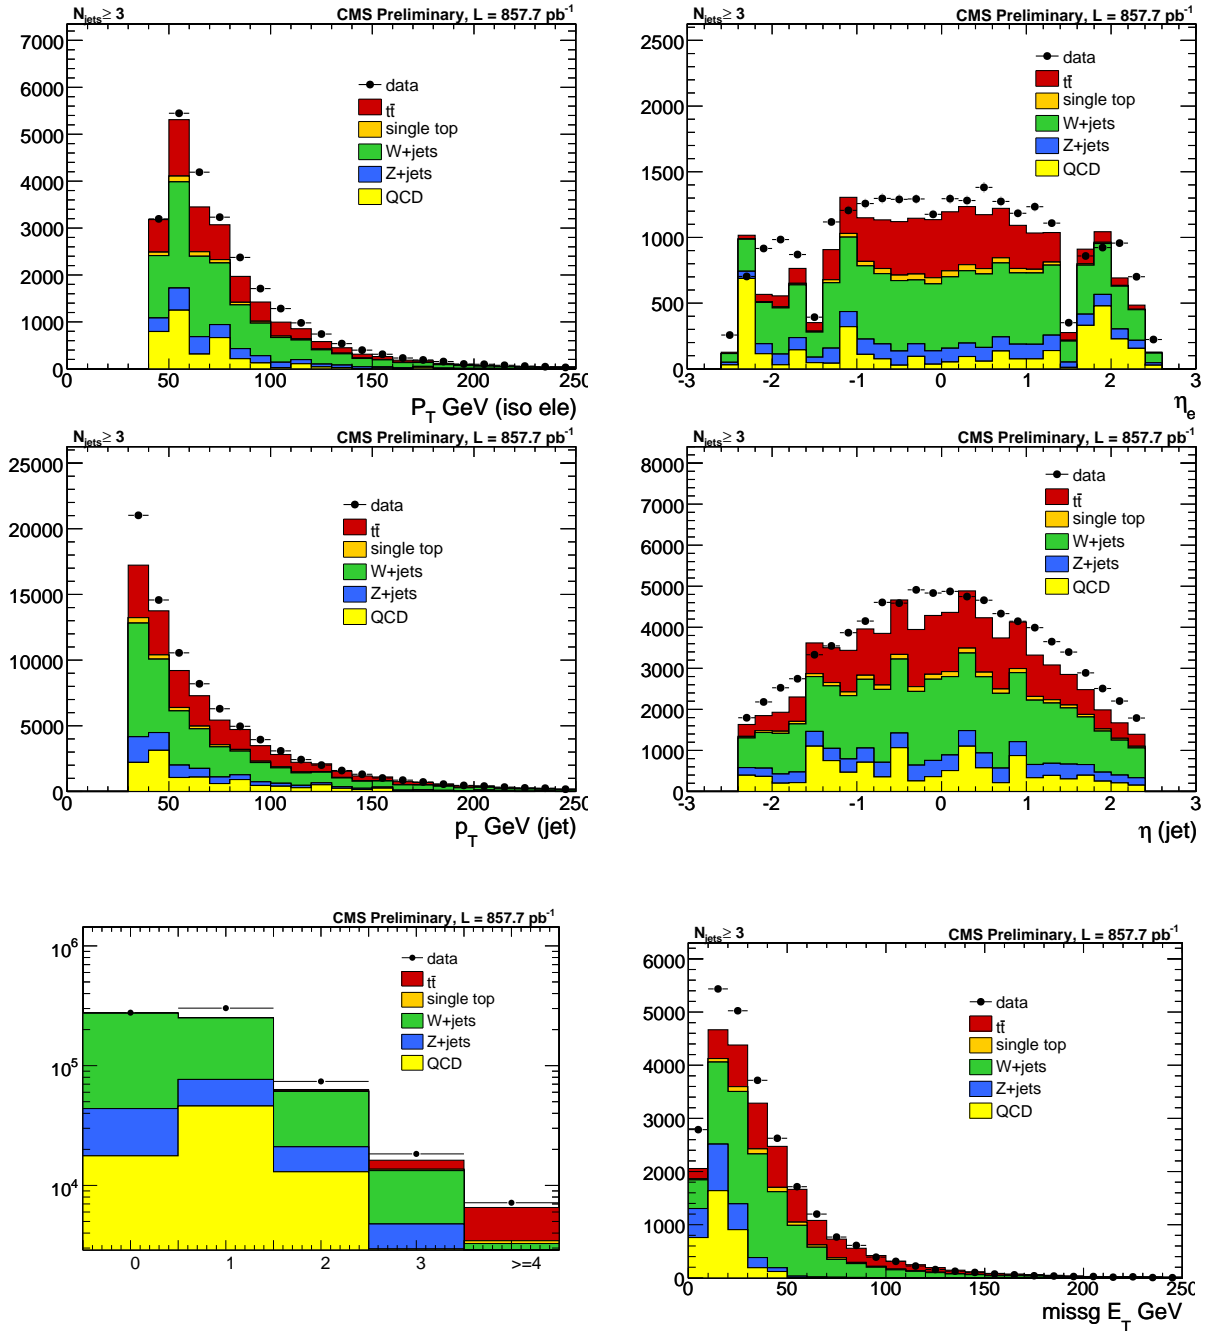 N_jets ≥ 3 CMS Preliminary, L = 857.7 pb⁻¹
7000
6000
5000
4000
3000
2000
1000
0
data
tt̄
single top
W+jets
Z+jets
QCD
0 50 100 150 200 250
P_T GeV (iso ele)
N_jets ≥ 3 CMS Preliminary, L = 857.7 pb⁻¹
2500
2000
1500
1000
500
0
data
tt̄
single top
W+jets
Z+jets
QCD
-3 -2 -1 0 1 2 3
η_e
N_jets ≥ 3 CMS Preliminary, L = 857.7 pb⁻¹
25000
20000
15000
10000
5000
0
data
tt̄
single top
W+jets
Z+jets
QCD
0 50 100 150 200 250
p_T GeV (jet)
N_jets ≥ 3 CMS Preliminary, L = 857.7 pb⁻¹
8000
7000
6000
5000
4000
3000
2000
1000
0
data
tt̄
single top
W+jets
Z+jets
QCD
-3 -2 -1 0 1 2 3
η (jet)
CMS Preliminary, L = 857.7 pb⁻¹
10⁶
10⁵
10⁴
data
tt̄
single top
W+jets
Z+jets
QCD
0 1 2 3 >=4
N_jets ≥ 3 CMS Preliminary, L = 857.7 pb⁻¹
6000
5000
4000
3000
2000
1000
0
data
tt̄
single top
W+jets
Z+jets
QCD
0 50 100 150 200 250
missg E_T GeV